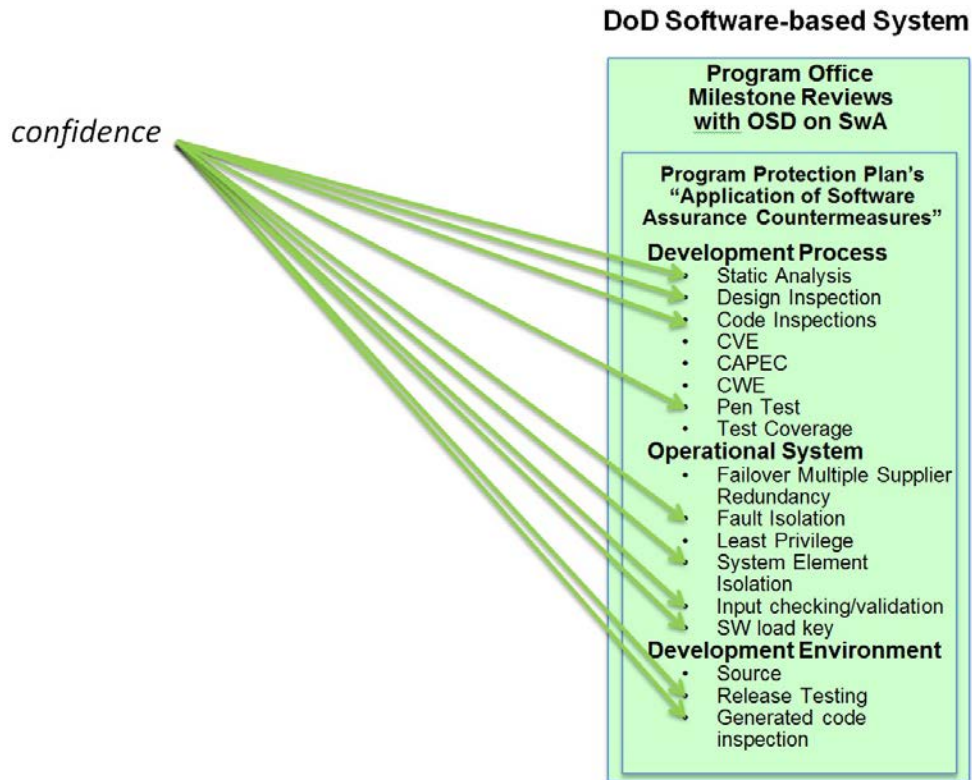 DoD Software-based System
Program Office
Milestone Reviews
with OSD on SwA
confidence
Program Protection Plan's
“Application of Software
Assurance Countermeasures”
Development Process
• Static Analysis
• Design Inspection
• Code Inspections
• CVE
• CAPEC
• CWE
• Pen Test
• Test Coverage
Operational System
• Failover Multiple Supplier
Redundancy
• Fault Isolation
• Least Privilege
• System Element
Isolation
• Input checking/validation
• SW load key
Development Environment
• Source
• Release Testing
• Generated code
inspection